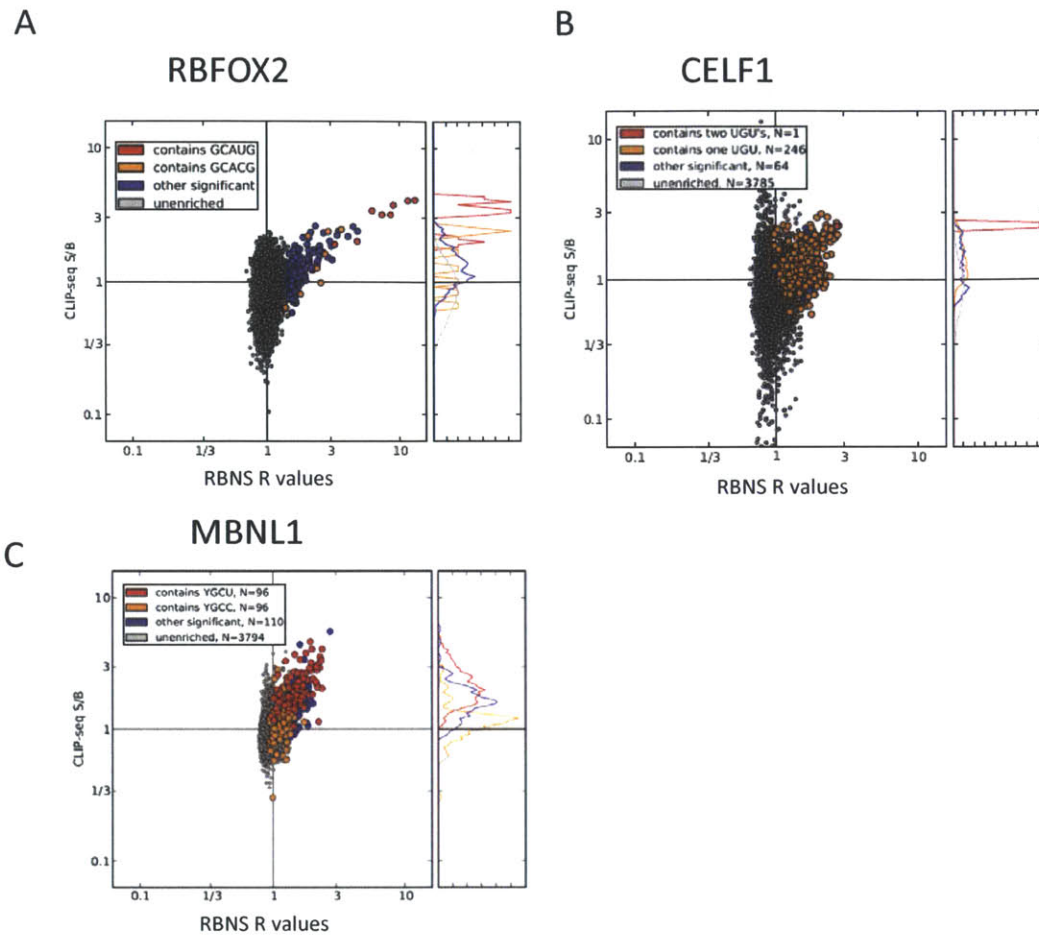 A
RBFOX2
contains GCAUG
contains GCACG
other significant
unenriched
10
3
1
1/3
0.1
CLIP-seq S/B
0.1
1/3
1
3
10
RBNS R values
B
CELF1
contains two UGU's, N=1
contains one UGU, N=246
other significant, N=64
unenriched, N=3785
10
3
1
1/3
0.1
CLIP-seq S/B
0.1
1/3
1
3
10
RBNS R values
C
MBNL1
contains YGCU, N=96
contains YGCC, N=96
other significant, N=110
unenriched, N=3794
10
3
1
1/3
0.1
CLIP-seq S/B
0.1
1/3
1
3
10
RBNS R values